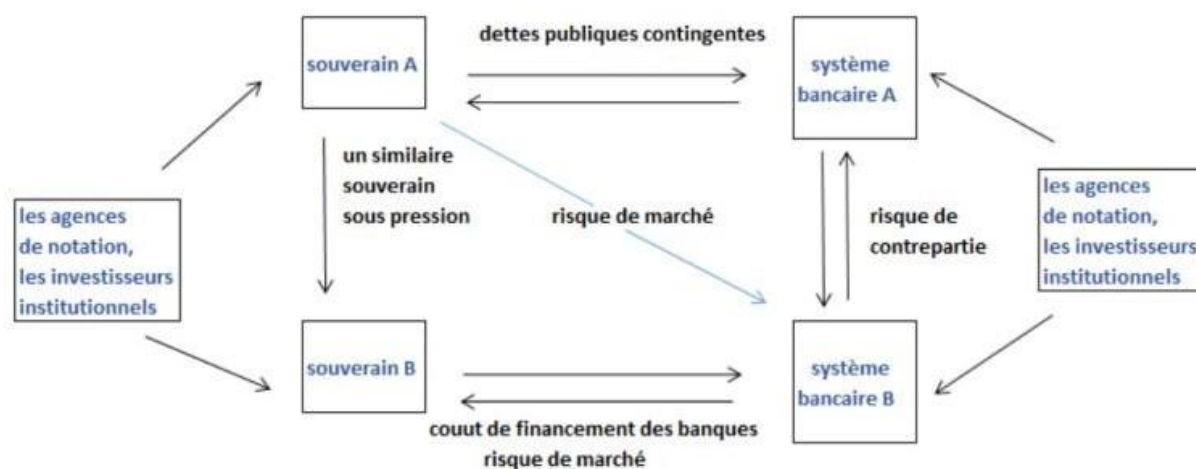 dettes publiques contingentes
souverain A
système
bancaire A
un similaire
souverain
sous pression
risque de marché
risque de
contrepartie
les agences
de notation,
les investisseurs
institutionnels
les agences
de notation,
les investisseurs
institutionnels
souverain B
système
bancaire B
couut de financement des banques
risque de marché